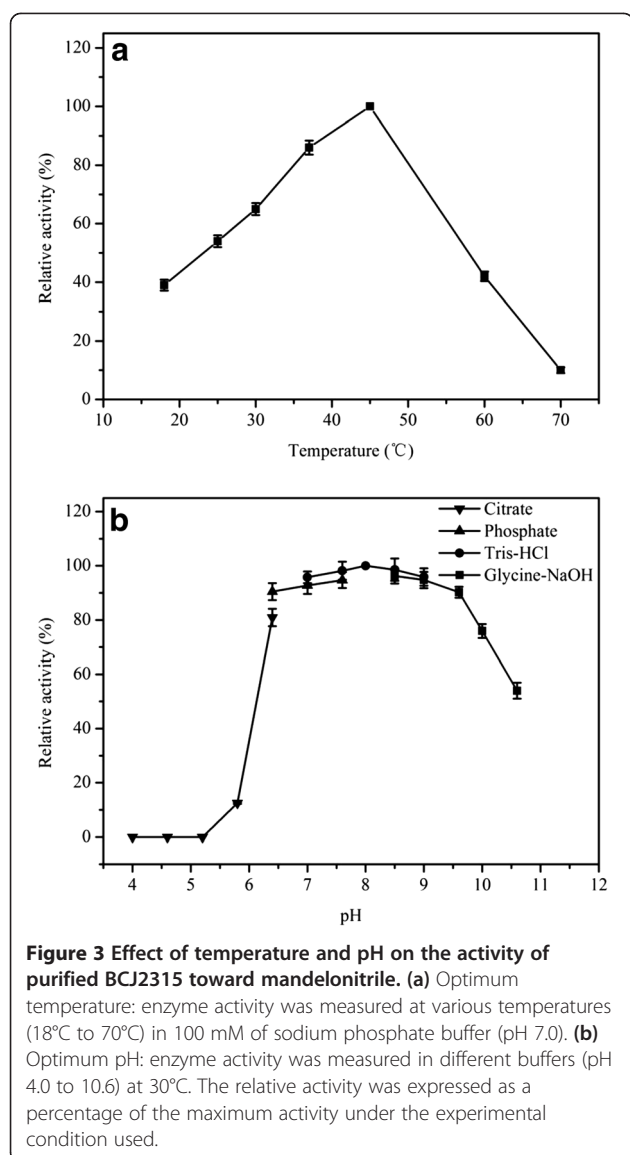 a
120
100
80
60
40
20
0
Relative activity (%)
10 20 30 40 50 60 70
Temperature (℃)
b
Citrate
Phosphate
Tris-HCl
Glycine-NaOH
120
100
80
60
40
20
0
Relative activity (%)
4 5 6 7 8 9 10 11 12
pH
Figure 3 Effect of temperature and pH on the activity of
purified BCJ2315 toward mandelonitrile. (a) Optimum
temperature: enzyme activity was measured at various temperatures
(18°C to 70°C) in 100 mM of sodium phosphate buffer (pH 7.0). (b)
Optimum pH: enzyme activity was measured in different buffers (pH
4.0 to 10.6) at 30°C. The relative activity was expressed as a
percentage of the maximum activity under the experimental
condition used.